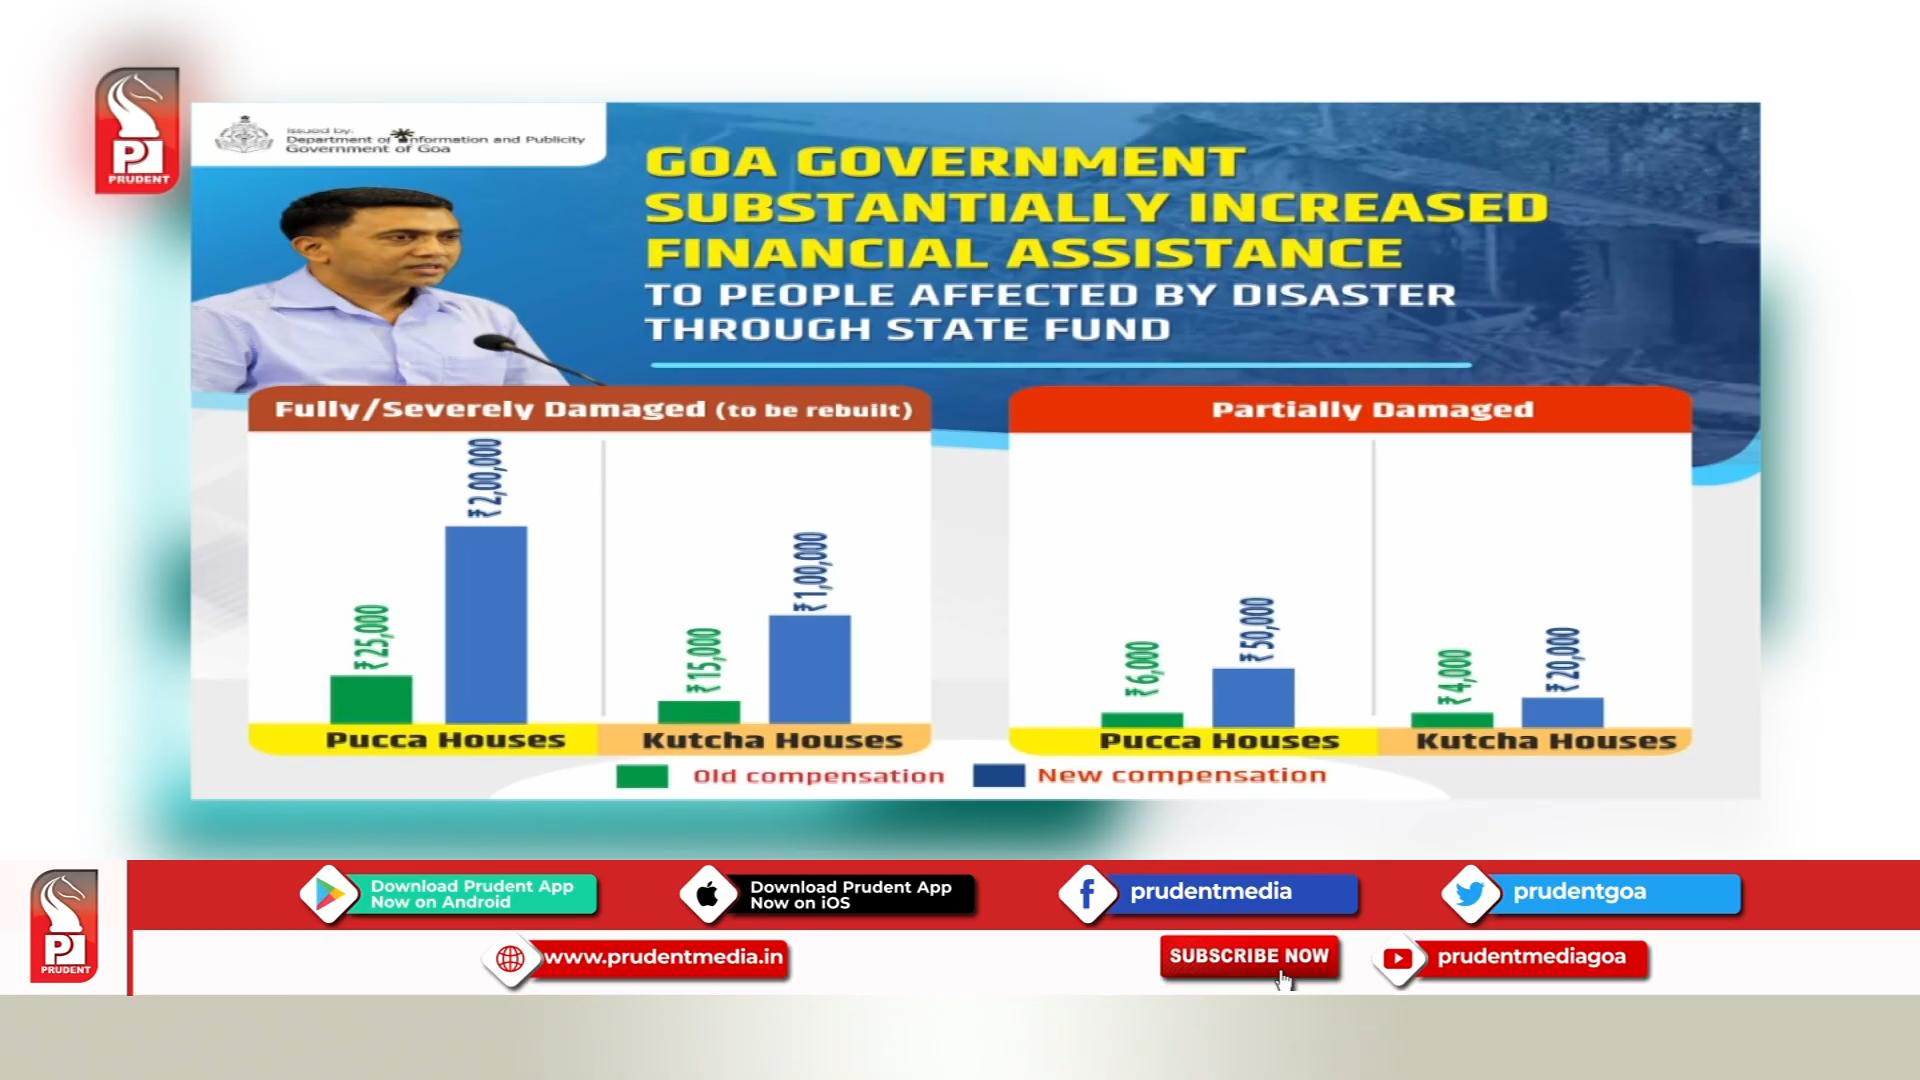 PI
PRUDENT
Issued by:
Department of Information and Publicity
Government of Goa
GOA GOVERNMENT
SUBSTANTIALLY INCREASED
FINANCIAL ASSISTANCE
TO PEOPLE AFFECTED BY DISASTER
THROUGH STATE FUND
Fully/Severely Damaged (to be rebuilt)
₹ 25,000
₹ 2,00,000
₹ 15,000
₹ 1,00,000
Pucca Houses
Kutcha Houses
Partially Damaged
₹ 6,000
₹ 50,000
₹ 4,000
₹ 20,000
Pucca Houses
Kutcha Houses
Old compensation
New compensation
PI
PRUDENT
Download Prudent App
Now on Android
Download Prudent App
Now on iOS
prudentmedia
prudentgoa
www.prudentmedia.in
SUBSCRIBE NOW
prudentmediagoa